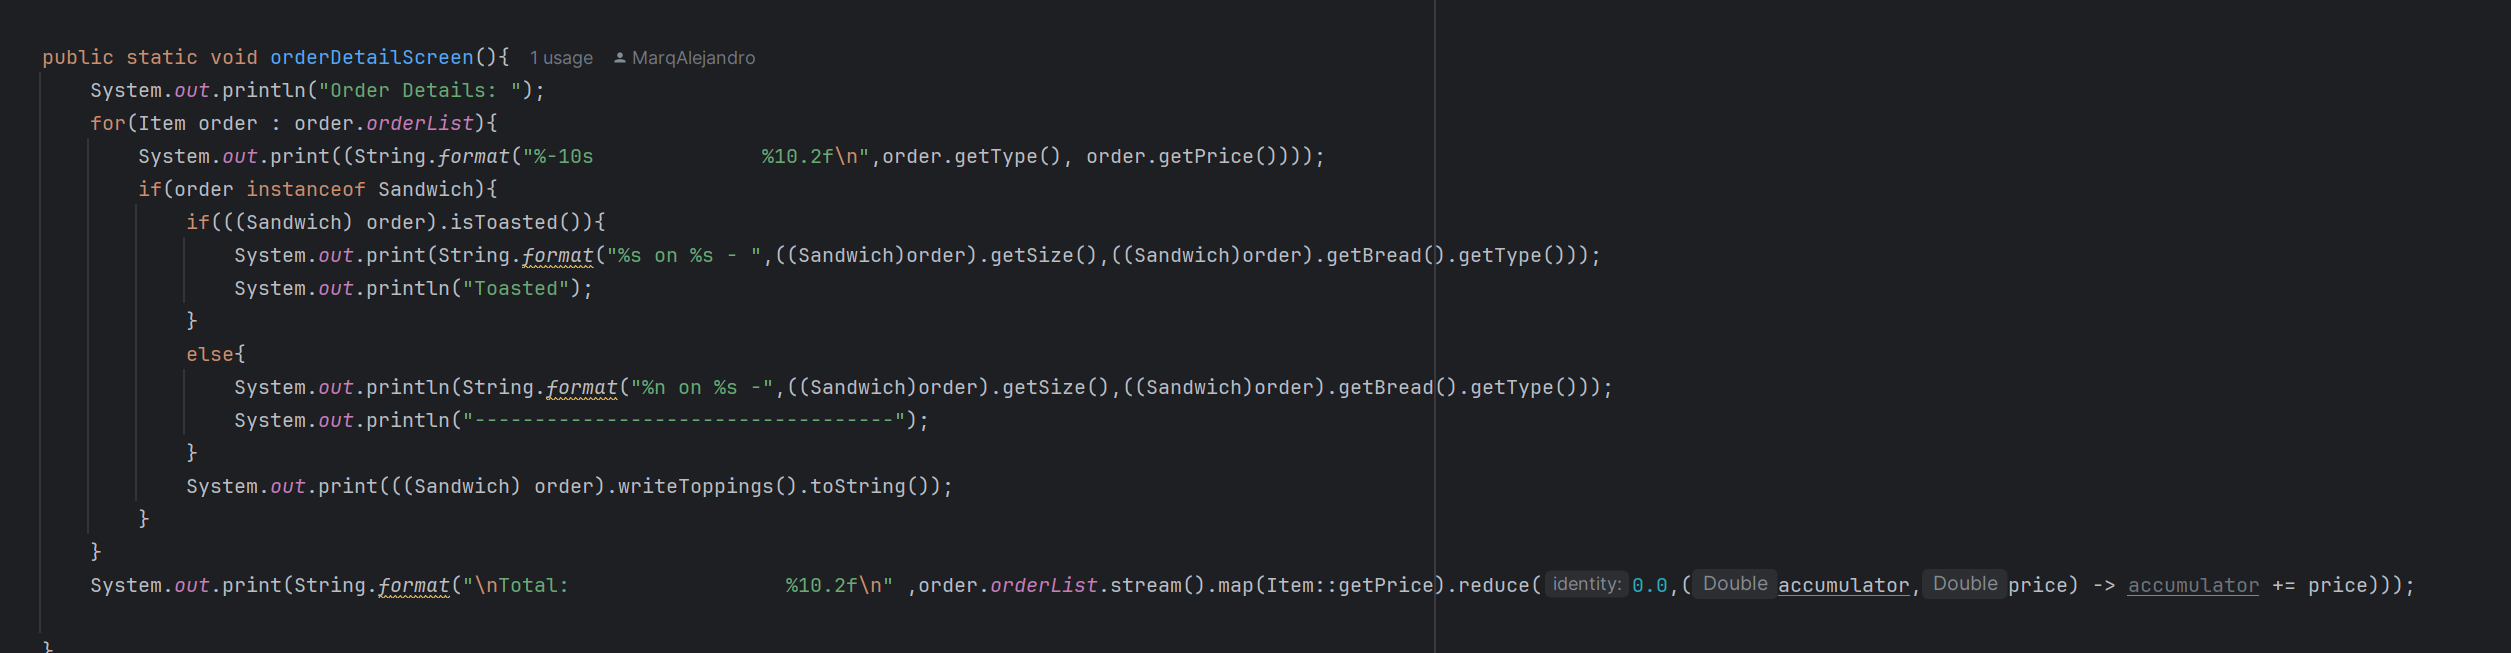 public static void orderDetailScreen(){ 1 usage MarqAlejandro
    System.out.println("Order Details: ");
    for(Item order : order.orderList){
        System.out.print((String.format("%-10s              %10.2f\n",order.getType(), order.getPrice())));
        if(order instanceof Sandwich){
            if(((Sandwich) order).isToasted()){
                System.out.print(String.format("%s on %s - ",((Sandwich)order).getSize(),((Sandwich)order).getBread().getType()));
                System.out.println("Toasted");
            }
            else{
                System.out.println(String.format("%n on %s -",((Sandwich)order).getSize(),((Sandwich)order).getBread().getType()));
                System.out.println("-----------------------------------");
            }
            System.out.print(((Sandwich) order).writeToppings().toString());
        }
    }
    System.out.print(String.format("\nTotal:                  %10.2f\n" ,order.orderList.stream().map(Item::getPrice).reduce( identity: 0.0,( Double accumulator, Double price) -> accumulator += price)));
}